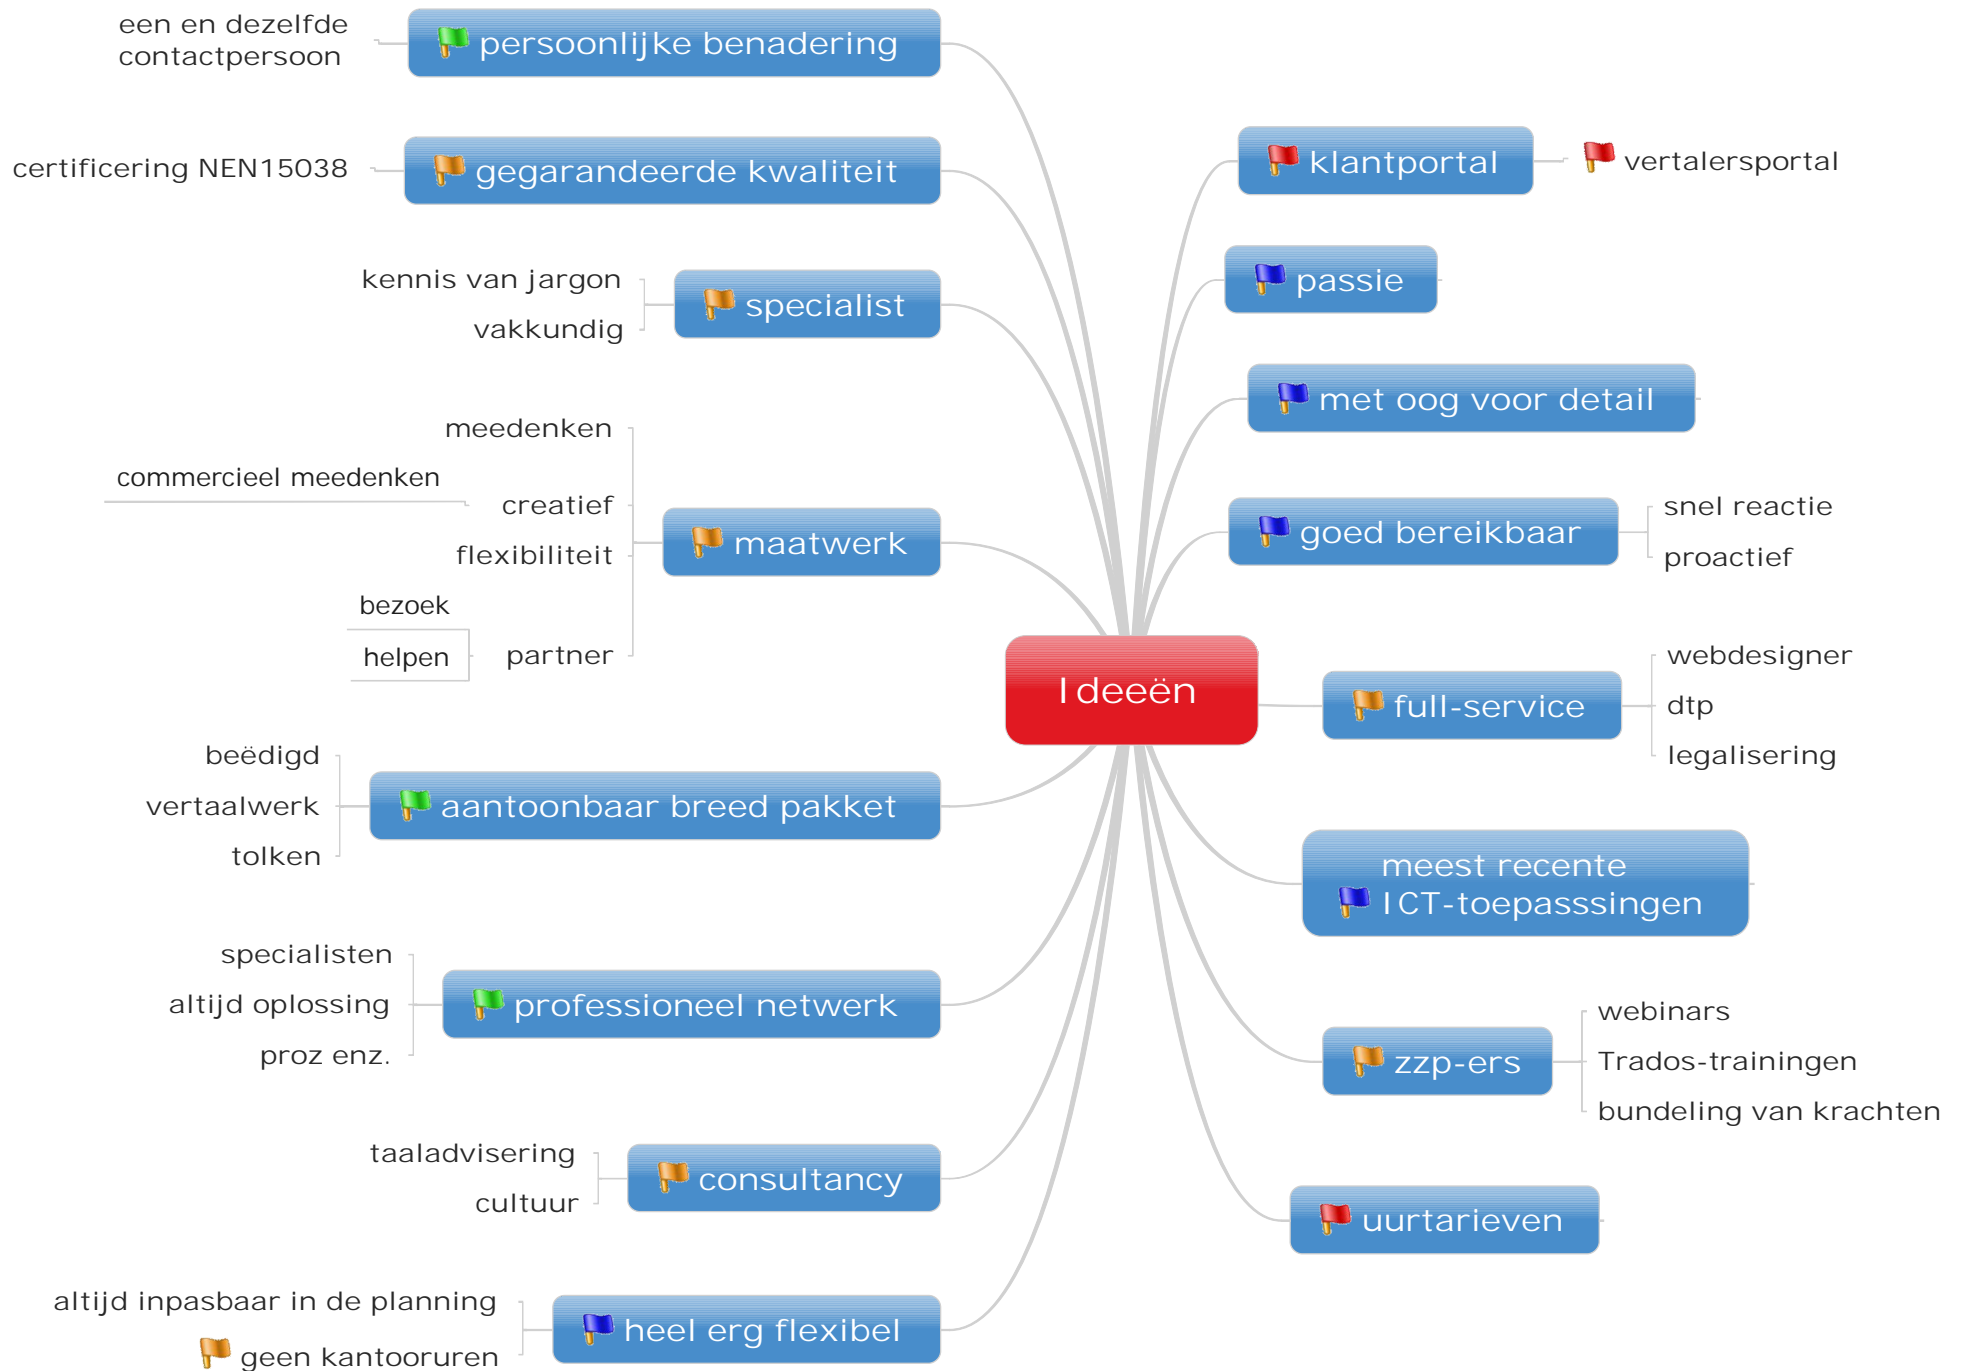 een en dezelfde
contactpersoon
persoonlijke benadering
certificering NEN15038
gegarandeerde kwaliteit
kennis van jargon
vakkundig
specialist
meedenken
commercieel meedenken
creatief
flexibiliteit
bezoek
helpen
partner
maatwerk
beëdigd
vertaalwerk
tolken
aantoonbaar breed pakket
specialisten
altijd oplossing
proz enz.
professioneel netwerk
taaladvisering
cultuur
consultancy
altijd inpasbaar in de planning
geen kantooruren
heel erg flexibel
Ideeën
klantportal
vertalersportal
passie
met oog voor detail
goed bereikbaar
snel reactie
proactief
full-service
webdesigner
dtp
legalisering
meest recente
ICT-toepasssingen
zzp-ers
webinars
Trados-trainingen
bundeling van krachten
uurtarieven